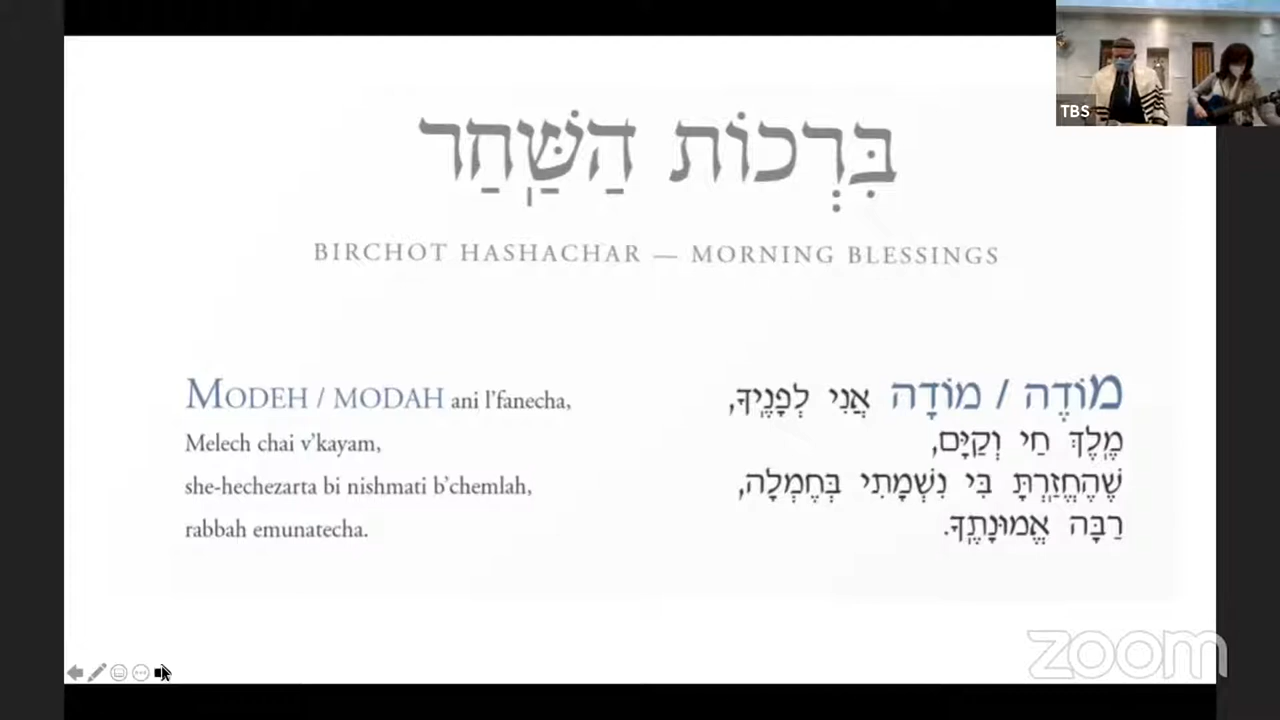 TBS
בִּרְכוֹת הַשַּׁחַר
BIRCHOT HASHACHAR — MORNING BLESSINGS
MODEH / MODAH ani l’fanecha,
Melech chai v’kayam,
she-hechezarta bi nishmati b’chemlah,
rabbah emunatecha.
מוֹדֶה / מוֹדָה אֲנִי לְפָנֶֽיךָ,
מֶֽלֶךְ חַי וְקַיָּם,
שֶׁהֶחֱזַֽרְתָּ בִּי נִשְׁמָתִי בְּחֶמְלָה,
רַבָּה אֱמוּנָתֶֽךָ.
zoom